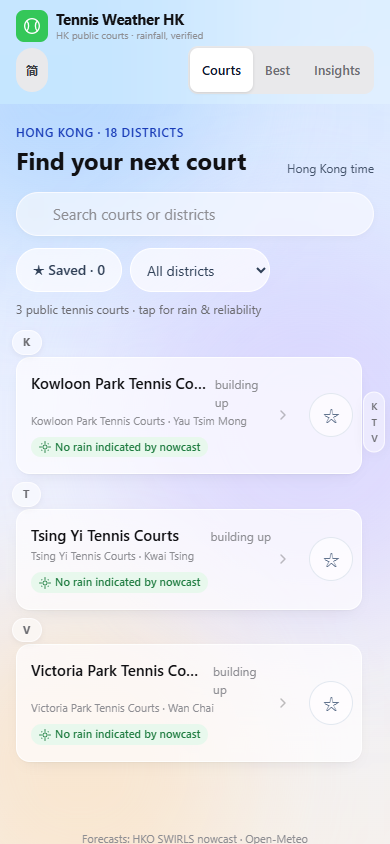 Tennis Weather HK
HK public courts · rainfall, verified
简
Courts
Best
Insights
HONG KONG · 18 DISTRICTS
Find your next court
Hong Kong time
Search courts or districts
★ Saved · 0
All districts
3 public tennis courts · tap for rain & reliability
K
Kowloon Park Tennis Co...
building
up
Kowloon Park Tennis Courts · Yau Tsim Mong
No rain indicated by nowcast
K
T
V
T
Tsing Yi Tennis Courts
building up
Tsing Yi Tennis Courts · Kwai Tsing
No rain indicated by nowcast
V
Victoria Park Tennis Co...
building
up
Victoria Park Tennis Courts · Wan Chai
No rain indicated by nowcast
Forecasts: HKO SWIRLS nowcast · Open-Meteo